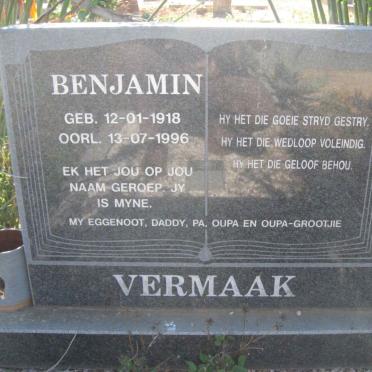 BENJAMIN
GEB. 12-01-1918
OORL. 13-07-1996
EK HET JOU OP JOU
NAAM GEROEP. JY
IS MYNE.
HY HET DIE GOEIE STRYD GESTRY.
HY HET DIE WEDLOOP VOLEINDIG.
HY HET DIE GELOOF BEHOU.
MY EGGENOOT, DADDY, PA, OUPA EN OUPA-GROOTJIE
VERMAAK